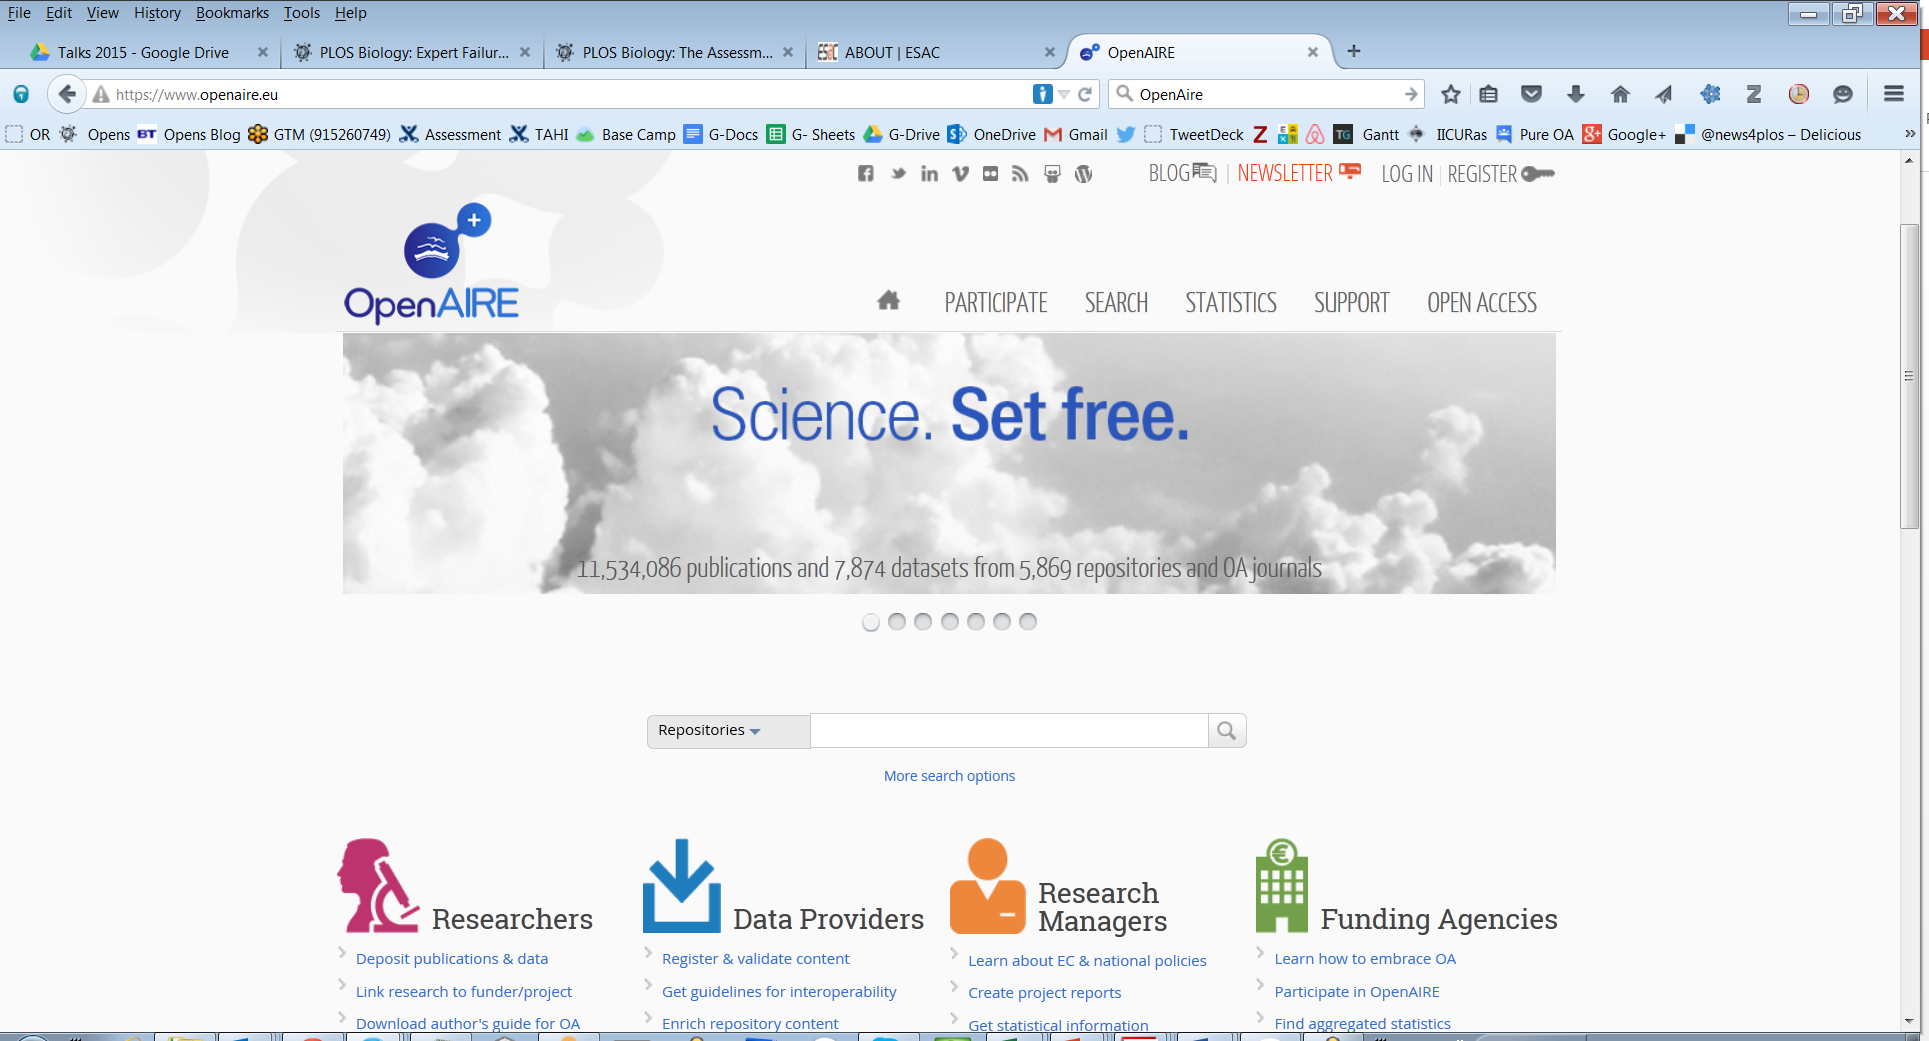 File Edit View History Bookmarks Tools Help
Talks 2015 - Google Drive
PLOS Biology: Expert Failur...
PLOS Biology: The Assessm...
ABOUT | ESAC
OpenAIRE
https://www.openaire.eu
OpenAire
OR Opens BT Opens Blog GTM (915260749) Assessment TAHI Base Camp G-Docs G- Sheets G-Drive OneDrive Gmail TweetDeck TG Gantt IICURas Pure OA Google+ @news4plos – Delicious
BLOG | NEWSLETTER LOG IN | REGISTER
OpenAIRE
PARTICIPATE SEARCH STATISTICS SUPPORT OPEN ACCESS
Science. Set free.
11,534,086 publications and 7,874 datasets from 5,869 repositories and OA journals
Repositories
More search options
Researchers
Deposit publications & data
Link research to funder/project
Download author's guide for OA
Data Providers
Register & validate content
Get guidelines for interoperability
Enrich repository content
Research
Managers
Learn about EC & national policies
Create project reports
Get statistical information
Funding Agencies
Learn how to embrace OA
Participate in OpenAIRE
Find aggregated statistics